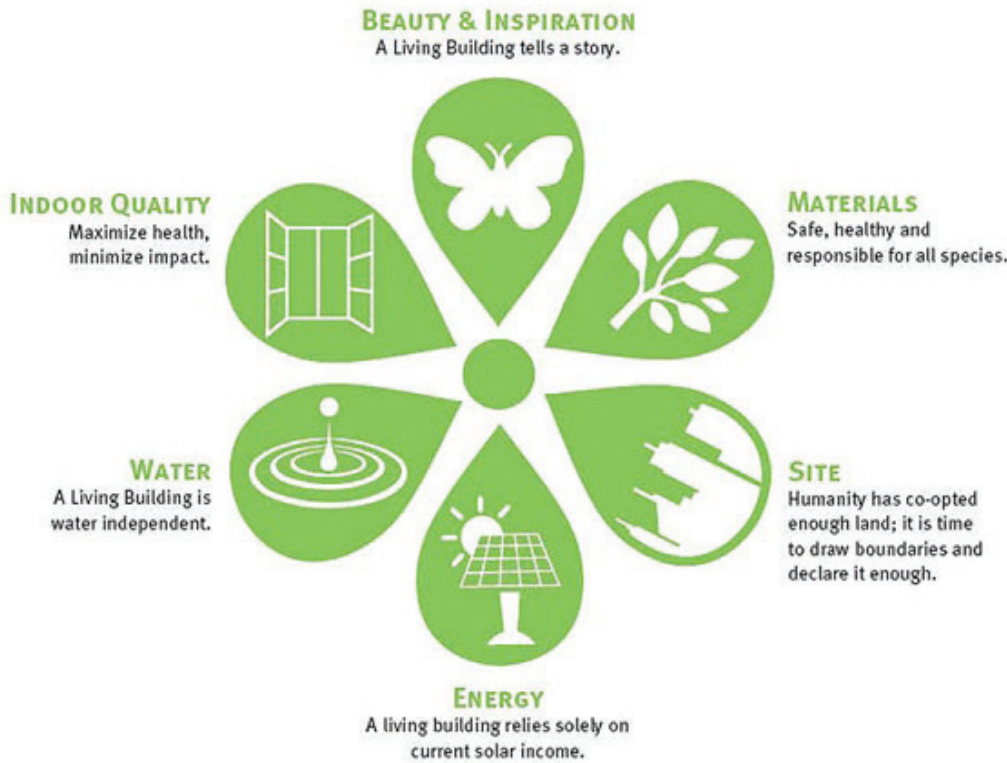 BEAUTY & INSPIRATION
A Living Building tells a story.
INDOOR QUALITY
Maximize health,
minimize impact.
MATERIALS
Safe, healthy and
responsible for all species.
WATER
A Living Building is
water independent.
SITE
Humanity has co-opted
enough land; it is time
to draw boundaries and
declare it enough.
ENERGY
A living building relies solely on
current solar income.